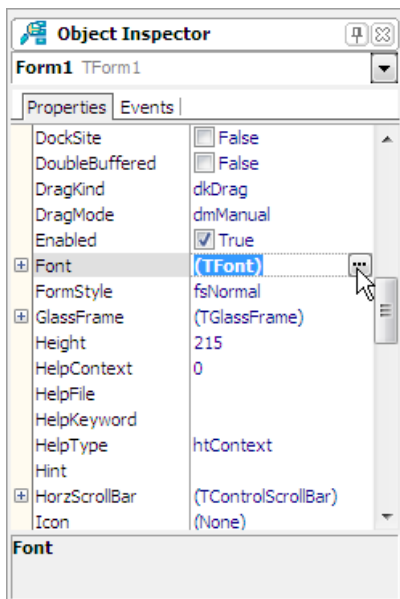 Object Inspector
Form1 TForm1
Properties Events
DockSite False
DoubleBuffered False
DragKind dkDrag
DragMode dmManual
Enabled True
Font (TFont) ...
FormStyle fsNormal
GlassFrame (TGlassFrame)
Height 215
HelpContext 0
HelpFile
HelpKeyword
HelpType htContext
Hint
HorzScrollBar (TControlScrollBar)
Icon (None)
Font